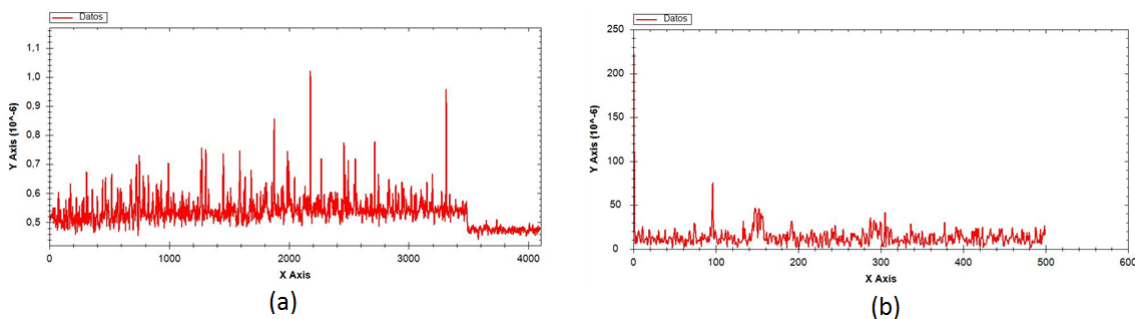 Datos
Y Axis (10^-6)
1,1
1,0
0,9
0,8
0,7
0,6
0,5
0 1000 2000 3000 4000
X Axis
(a)
Datos
Y Axis (10^-6)
250
200
150
100
50
0
0 100 200 300 400 500 600
X Axis
(b)